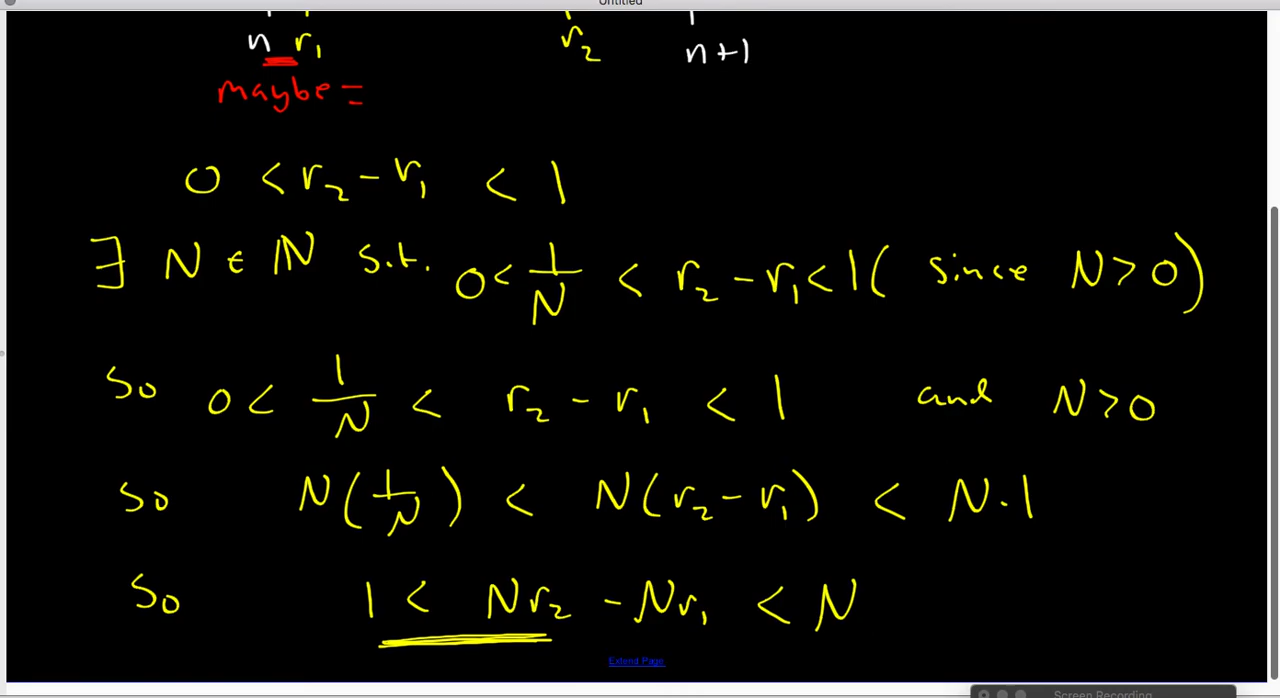 Untitled
n r₁ r₂ n+1
maybe =
0 < r₂ - r₁ < 1
∃ N ∈ ℕ s.t. 0 < 1/N < r₂ - r₁ < 1 ( since N > 0 )
So 0 < 1/N < r₂ - r₁ < 1 and N > 0
So N(1/N) < N(r₂ - r₁) < N · 1
So 1 < Nr₂ - Nr₁ < N
Extend Page
Screen Recording